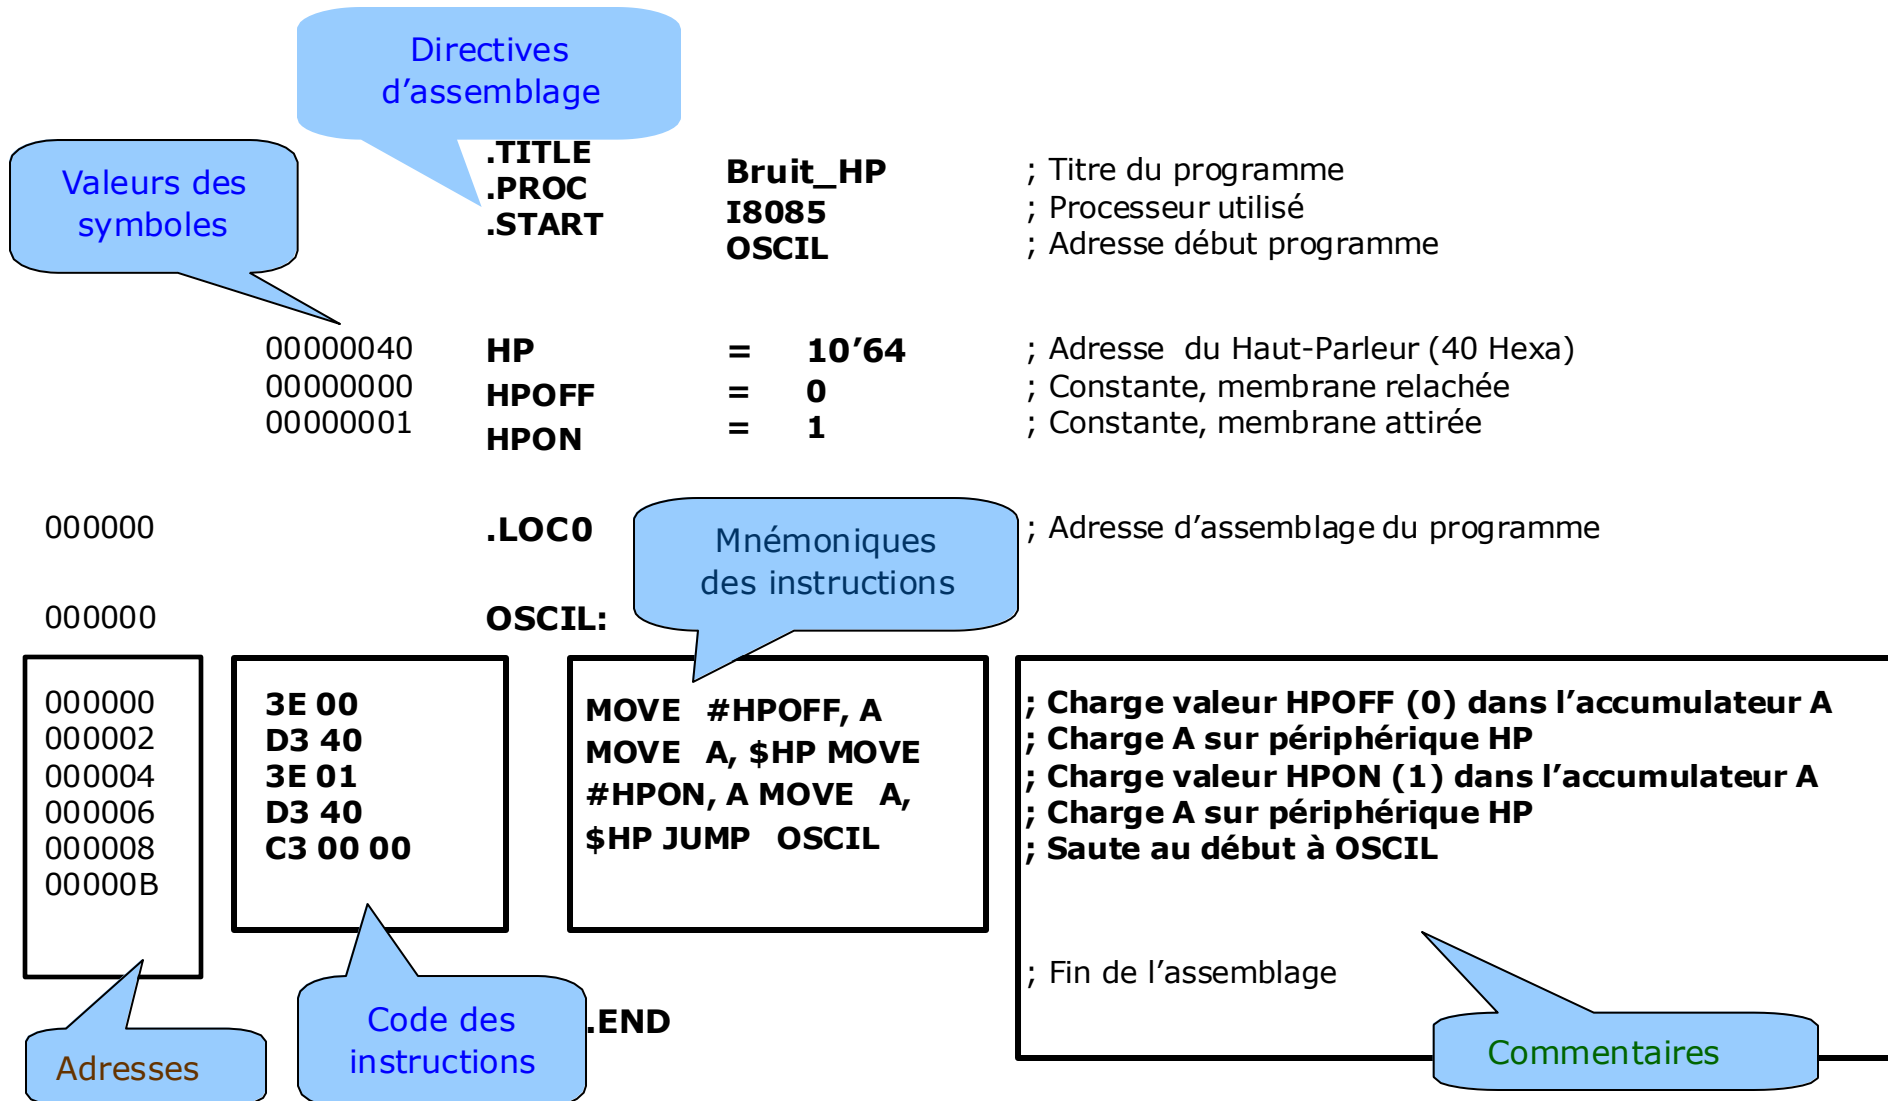 Directives
d’assemblage
Valeurs des
symboles
.TITLE Bruit_HP ; Titre du programme
.PROC I8085 ; Processeur utilisé
.START OSCIL ; Adresse début programme
00000040 HP = 10’64 ; Adresse du Haut-Parleur (40 Hexa)
00000000 HPOFF = 0 ; Constante, membrane relachée
00000001 HPON = 1 ; Constante, membrane attirée
000000 .LOC0 ; Adresse d’assemblage du programme
Mnémoniques
des instructions
000000 OSCIL:
000000 3E 00 MOVE #HPOFF, A ; Charge valeur HPOFF (0) dans l’accumulateur A
000002 D3 40 MOVE A, $HP MOVE ; Charge A sur périphérique HP
000004 3E 01 #HPON, A MOVE A, ; Charge valeur HPON (1) dans l’accumulateur A
000006 D3 40 $HP JUMP OSCIL ; Charge A sur périphérique HP
000008 C3 00 00 ; Saute au début à OSCIL
00000B
; Fin de l’assemblage
.END
Adresses
Code des
instructions
Commentaires